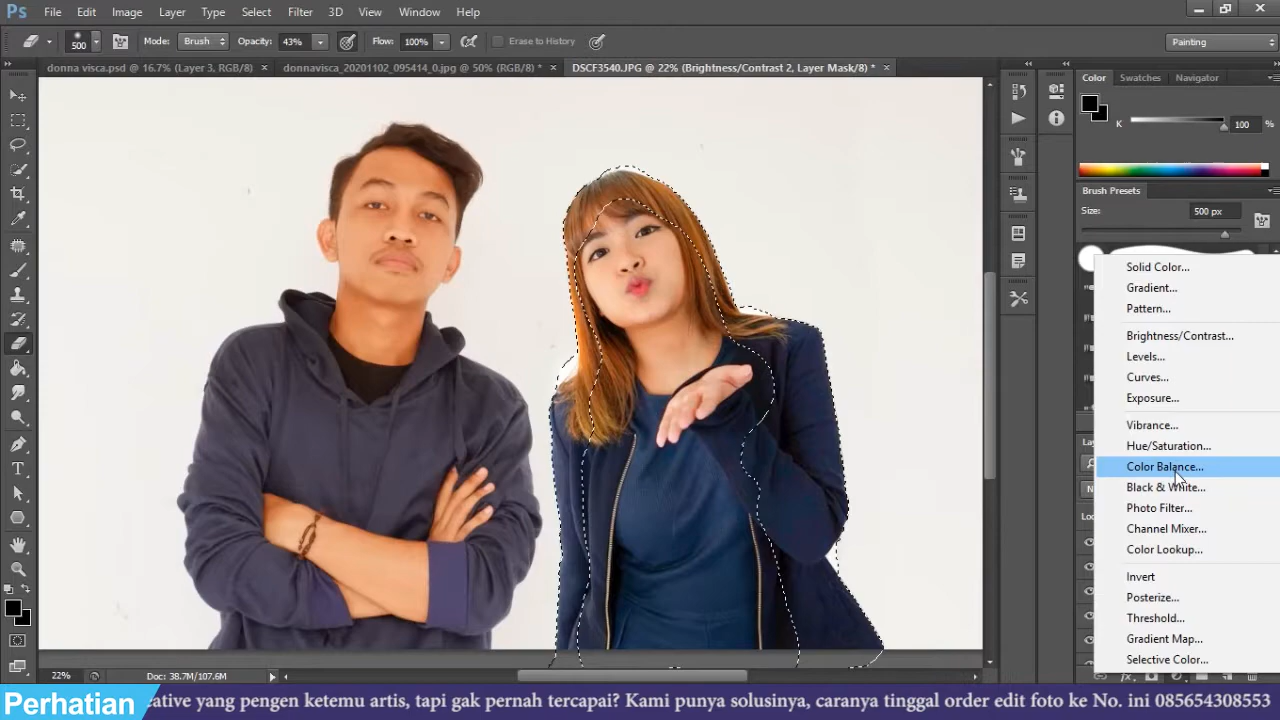 Ps File Edit Image Layer Type Select Filter 3D View Window Help
500 Mode: Brush Opacity: 43% Flow: 100% Erase to History Painting
donna visca.psd @ 16.7% (Layer 3, RGB/8) × donnavisca_20201102_095414_0.jpg @ 50% (RGB/8) * × DSCF3540.JPG @ 22% (Brightness/Contrast 2, Layer Mask/8) * ×
Color Swatches Navigator
K 100 %
Brush Presets
Size: 500 px
Solid Color...
Gradient...
Pattern...
Brightness/Contrast...
Levels...
Curves...
Exposure...
Vibrance...
Hue/Saturation...
Color Balance...
Black & White...
Photo Filter...
Channel Mixer...
Color Lookup...
Invert
Posterize...
Threshold...
Gradient Map...
Selective Color...
22% Doc: 38.7M/107.6M
Perhatian
creative yang pengen ketemu artis, tapi gak pernah tercapai? Kami punya solusinya, caranya tinggal order edit foto ke No. ini 085654308553